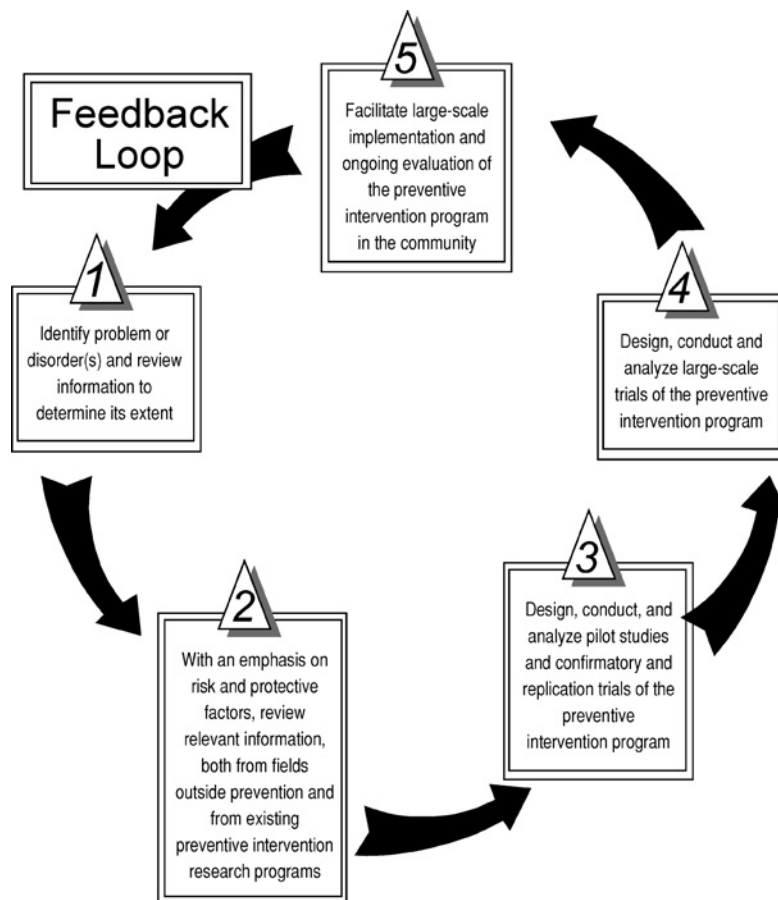 Feedback
Loop
1
Identify problem or
disorder(s) and review
information to
determine its extent
2
With an emphasis on
risk and protective
factors, review
relevant information,
both from fields
outside prevention and
from existing
preventive intervention
research programs
3
Design, conduct, and
analyze pilot studies
and confirmatory and
replication trials of the
preventive
intervention program
4
Design, conduct and
analyze large-scale
trials of the preventive
intervention program
5
Facilitate large-scale
implementation and
ongoing evaluation of
the preventive
intervention program
in the community